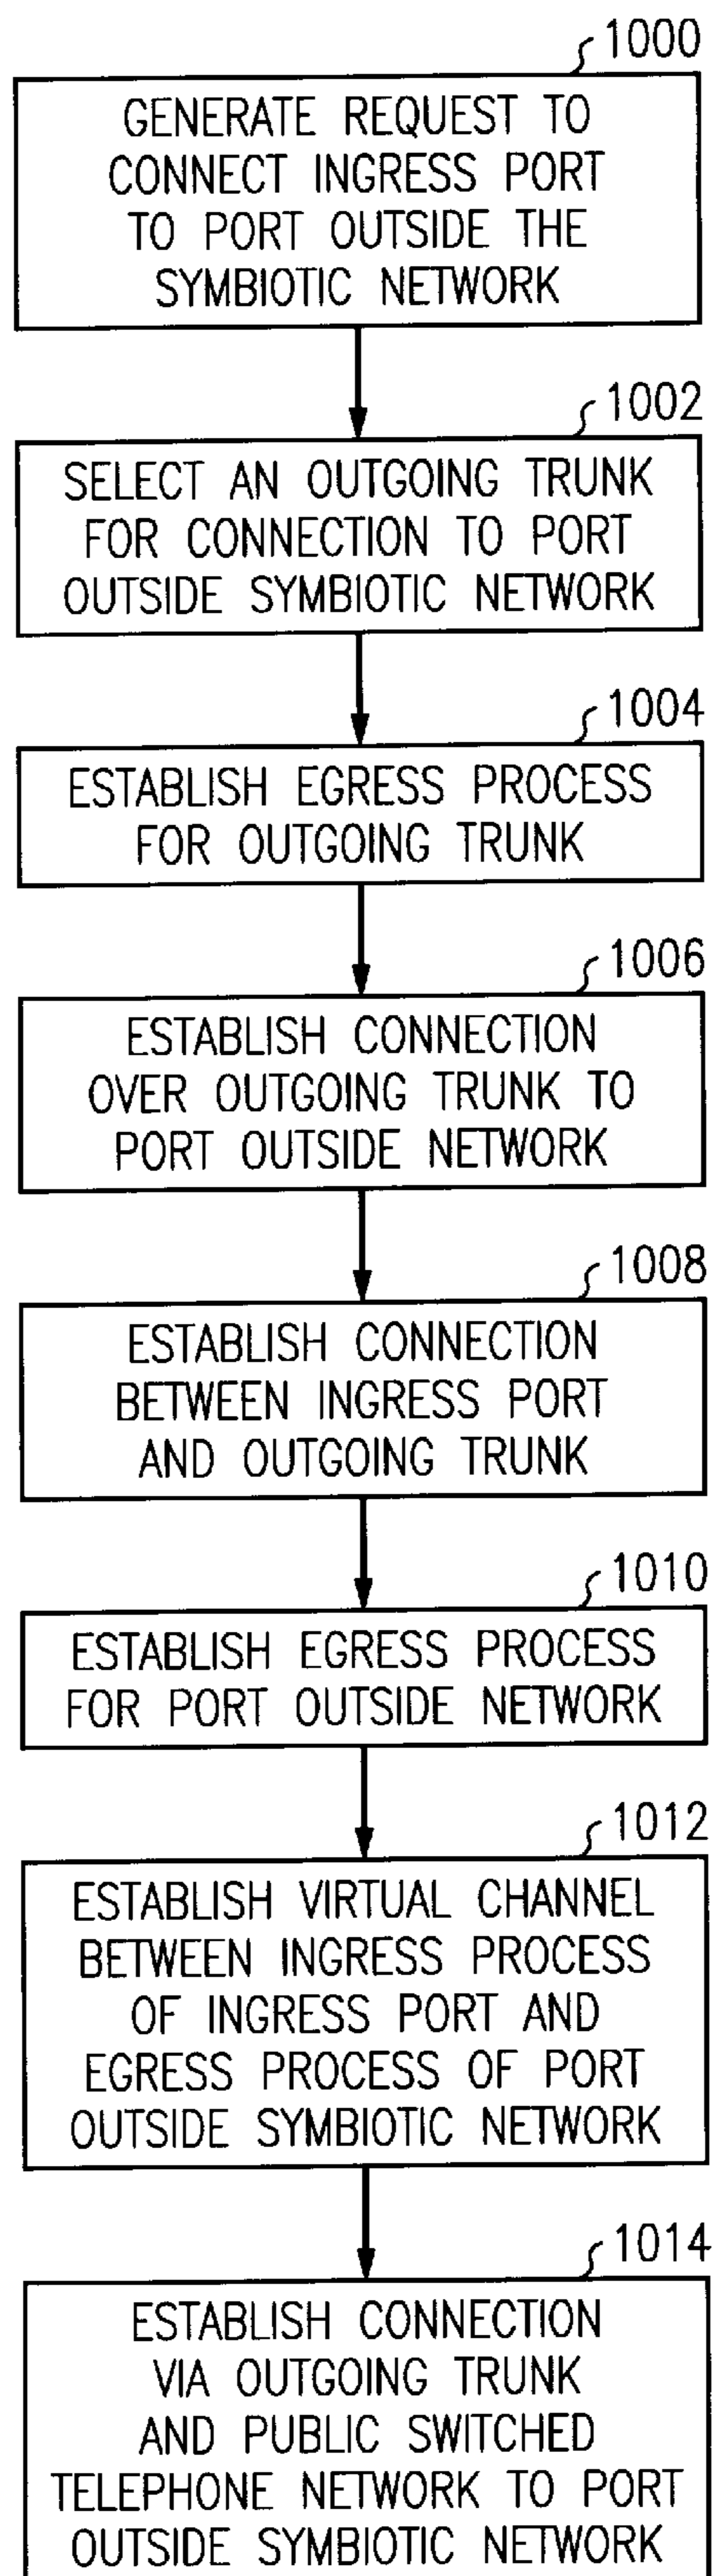 1000
GENERATE REQUEST TO
CONNECT INGRESS PORT
TO PORT OUTSIDE THE
SYMBIOTIC NETWORK
1002
SELECT AN OUTGOING TRUNK
FOR CONNECTION TO PORT
OUTSIDE SYMBIOTIC NETWORK
1004
ESTABLISH EGRESS PROCESS
FOR OUTGOING TRUNK
1006
ESTABLISH CONNECTION
OVER OUTGOING TRUNK TO
PORT OUTSIDE NETWORK
1008
ESTABLISH CONNECTION
BETWEEN INGRESS PORT
AND OUTGOING TRUNK
1010
ESTABLISH EGRESS PROCESS
FOR PORT OUTSIDE NETWORK
1012
ESTABLISH VIRTUAL CHANNEL
BETWEEN INGRESS PROCESS
OF INGRESS PORT AND
EGRESS PROCESS OF PORT
OUTSIDE SYMBIOTIC NETWORK
1014
ESTABLISH CONNECTION
VIA OUTGOING TRUNK
AND PUBLIC SWITCHED
TELEPHONE NETWORK TO PORT
OUTSIDE SYMBIOTIC NETWORK